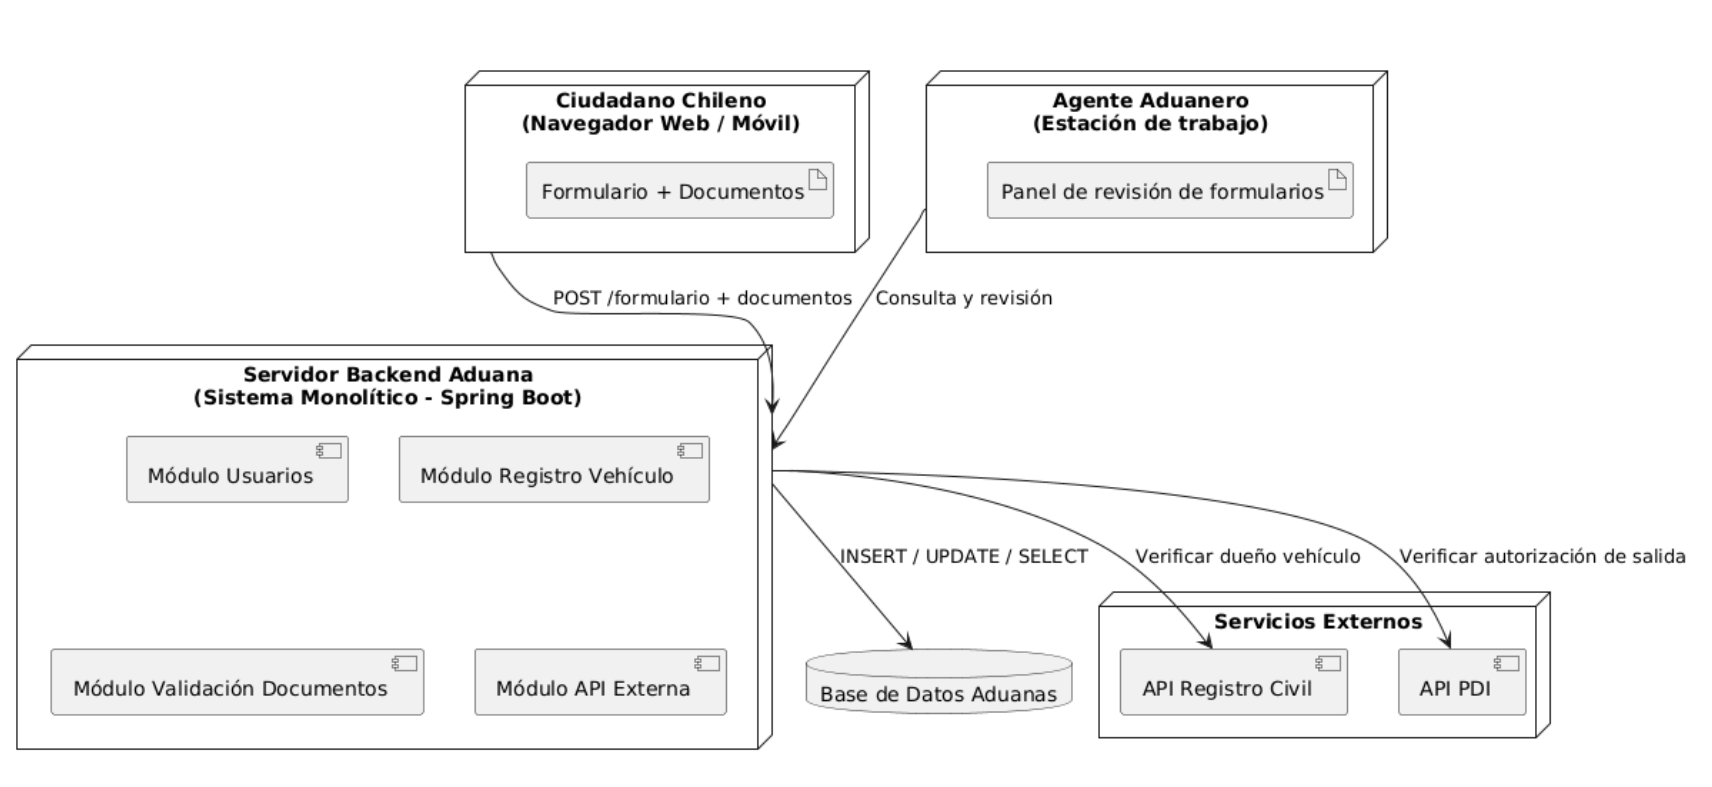 Ciudadano Chileno
(Navegador Web / Móvil)
Formulario + Documentos
Agente Aduanero
(Estación de trabajo)
Panel de revisión de formularios
POST /formulario + documentos
Consulta y revisión
Servidor Backend Aduana
(Sistema Monolítico - Spring Boot)
Módulo Usuarios
Módulo Registro Vehículo
Módulo Validación Documentos
Módulo API Externa
INSERT / UPDATE / SELECT
Verificar dueño vehículo
Verificar autorización de salida
Base de Datos Aduanas
Servicios Externos
API Registro Civil
API PDI